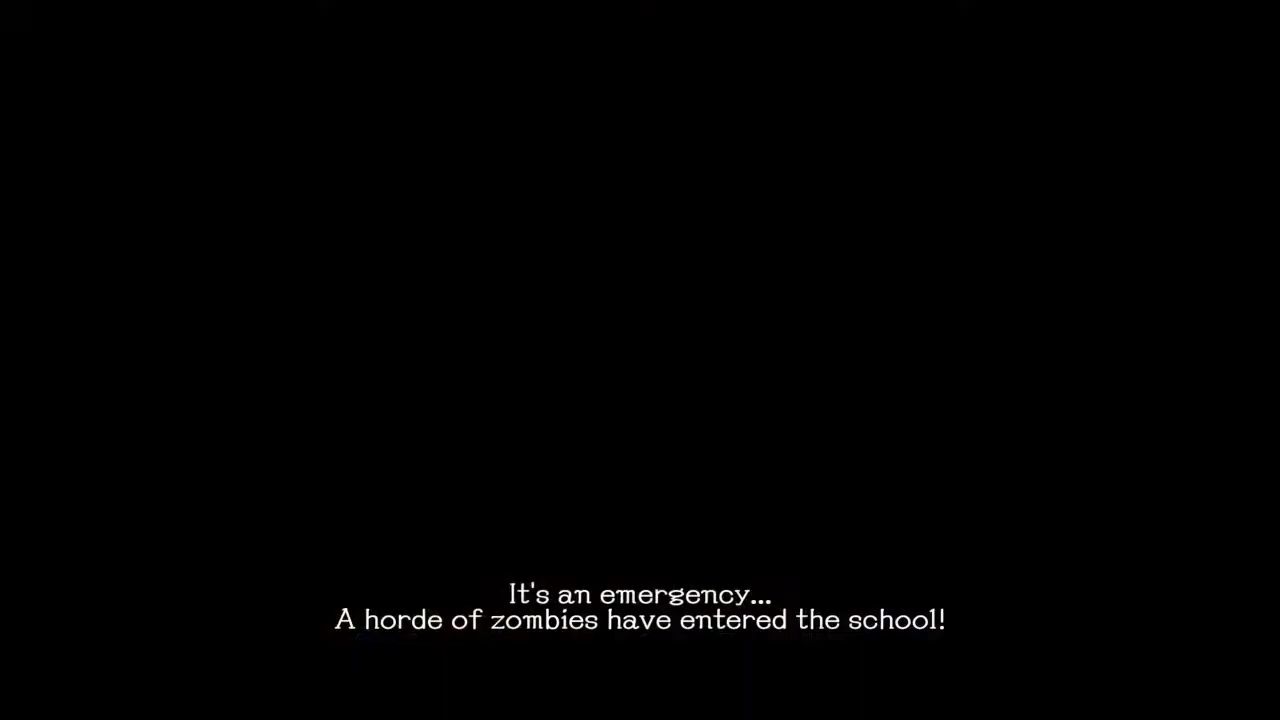 It's an emergency...
A horde of zombies have entered the school!